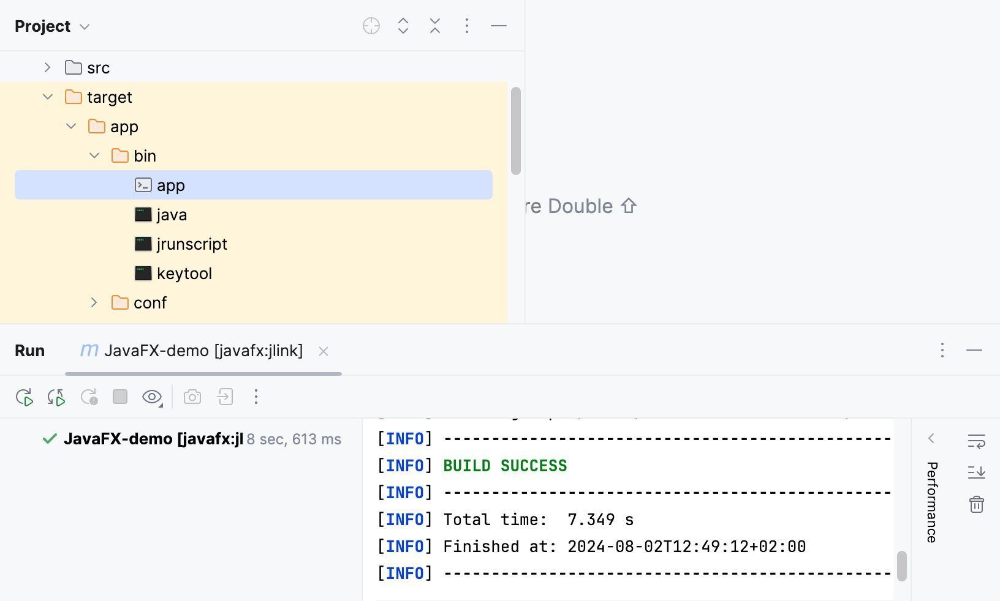 Project
src
target
app
bin
app
java
jrunscript
keytool
conf
re Double ⇧
Run
m JavaFX-demo [javafx:jlink]
JavaFX-demo [javafx:jl 8 sec, 613 ms
[INFO] -----------------------------------------------
[INFO] BUILD SUCCESS
[INFO] -----------------------------------------------
[INFO] Total time:  7.349 s
[INFO] Finished at: 2024-08-02T12:49:12+02:00
[INFO] -----------------------------------------------
Performance